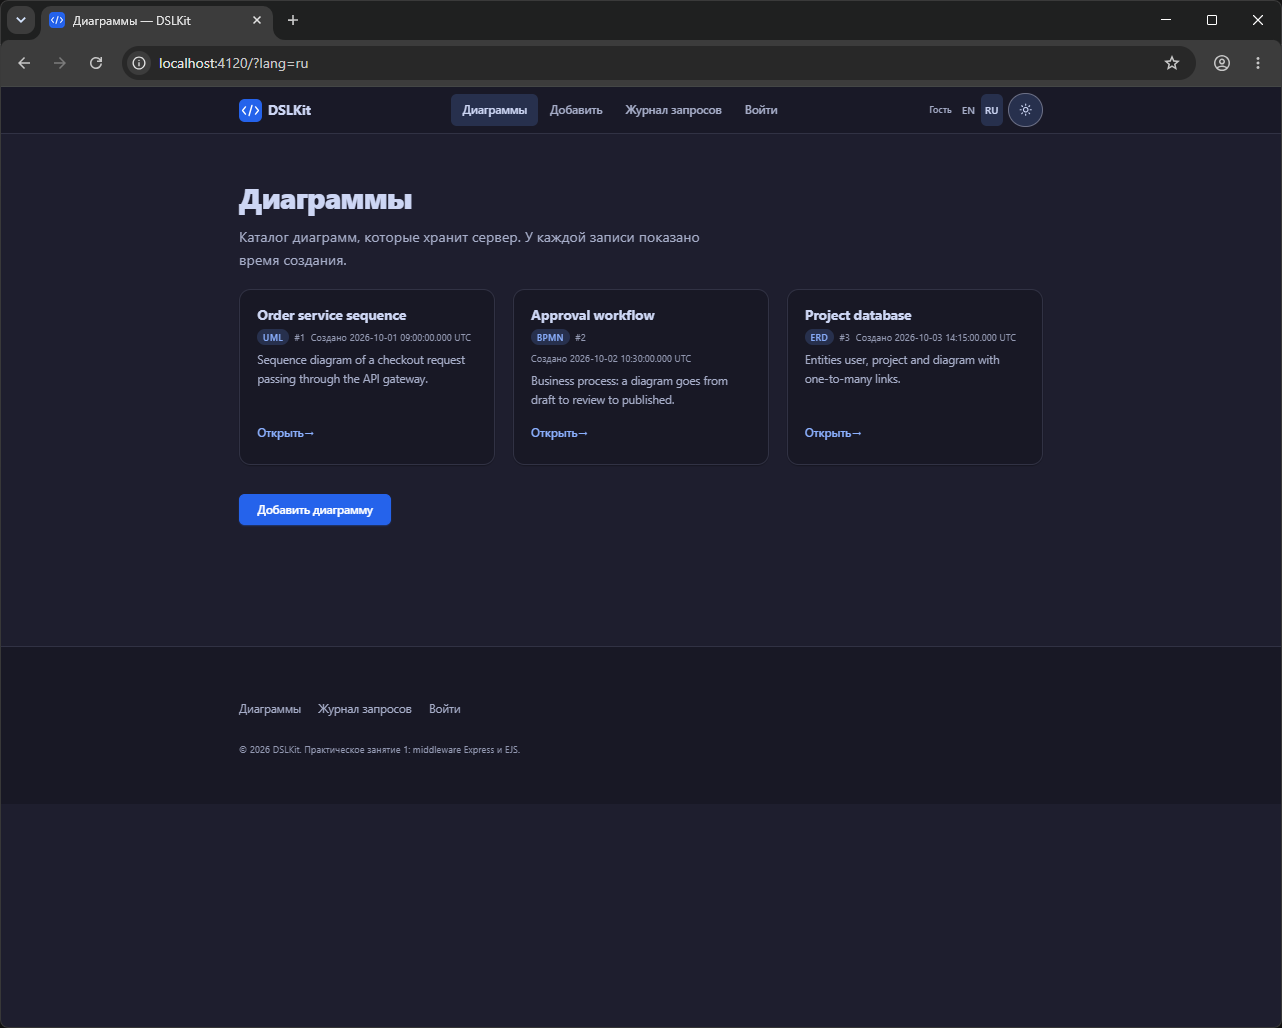 Диаграммы — DSLKit
localhost:4120/?lang=ru
DSLKit
Диаграммы Добавить Журнал запросов Войти
Гость EN RU
Диаграммы
Каталог диаграмм, которые хранит сервер. У каждой записи показано
время создания.
Order service sequence
UML #1 Создано 2026-10-01 09:00:00.000 UTC
Sequence diagram of a checkout request
passing through the API gateway.
Открыть→
Approval workflow
BPMN #2
Создано 2026-10-02 10:30:00.000 UTC
Business process: a diagram goes from
draft to review to published.
Открыть→
Project database
ERD #3 Создано 2026-10-03 14:15:00.000 UTC
Entities user, project and diagram with
one-to-many links.
Открыть→
Добавить диаграмму
Диаграммы Журнал запросов Войти
© 2026 DSLKit. Практическое занятие 1: middleware Express и EJS.